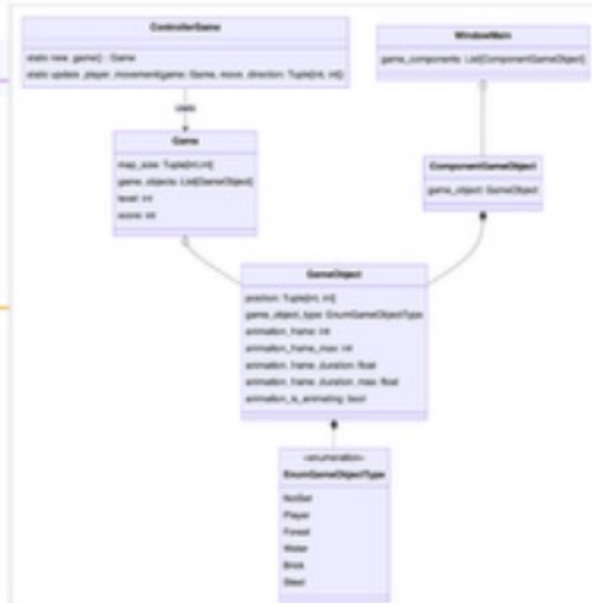 ControllerGame
static new_game() : Game
static update_player_movement(game: Game, move_direction: Tuple[int, int])
WindowMain
game_components: List[ComponentGameObject]
uses
Game
map_size: Tuple[int,int]
game_objects: List[GameObject]
level: int
score: int
ComponentGameObject
game_object: GameObject
GameObject
position: Tuple[int, int]
game_object_type: EnumGameObjectType
animation_frame: int
animation_frame_max: int
animation_frame_duration: float
animation_frame_duration_max: float
animation_is_animating: bool
«enumeration»
EnumGameObjectType
NotSet
Player
Forest
Water
Brick
Steel